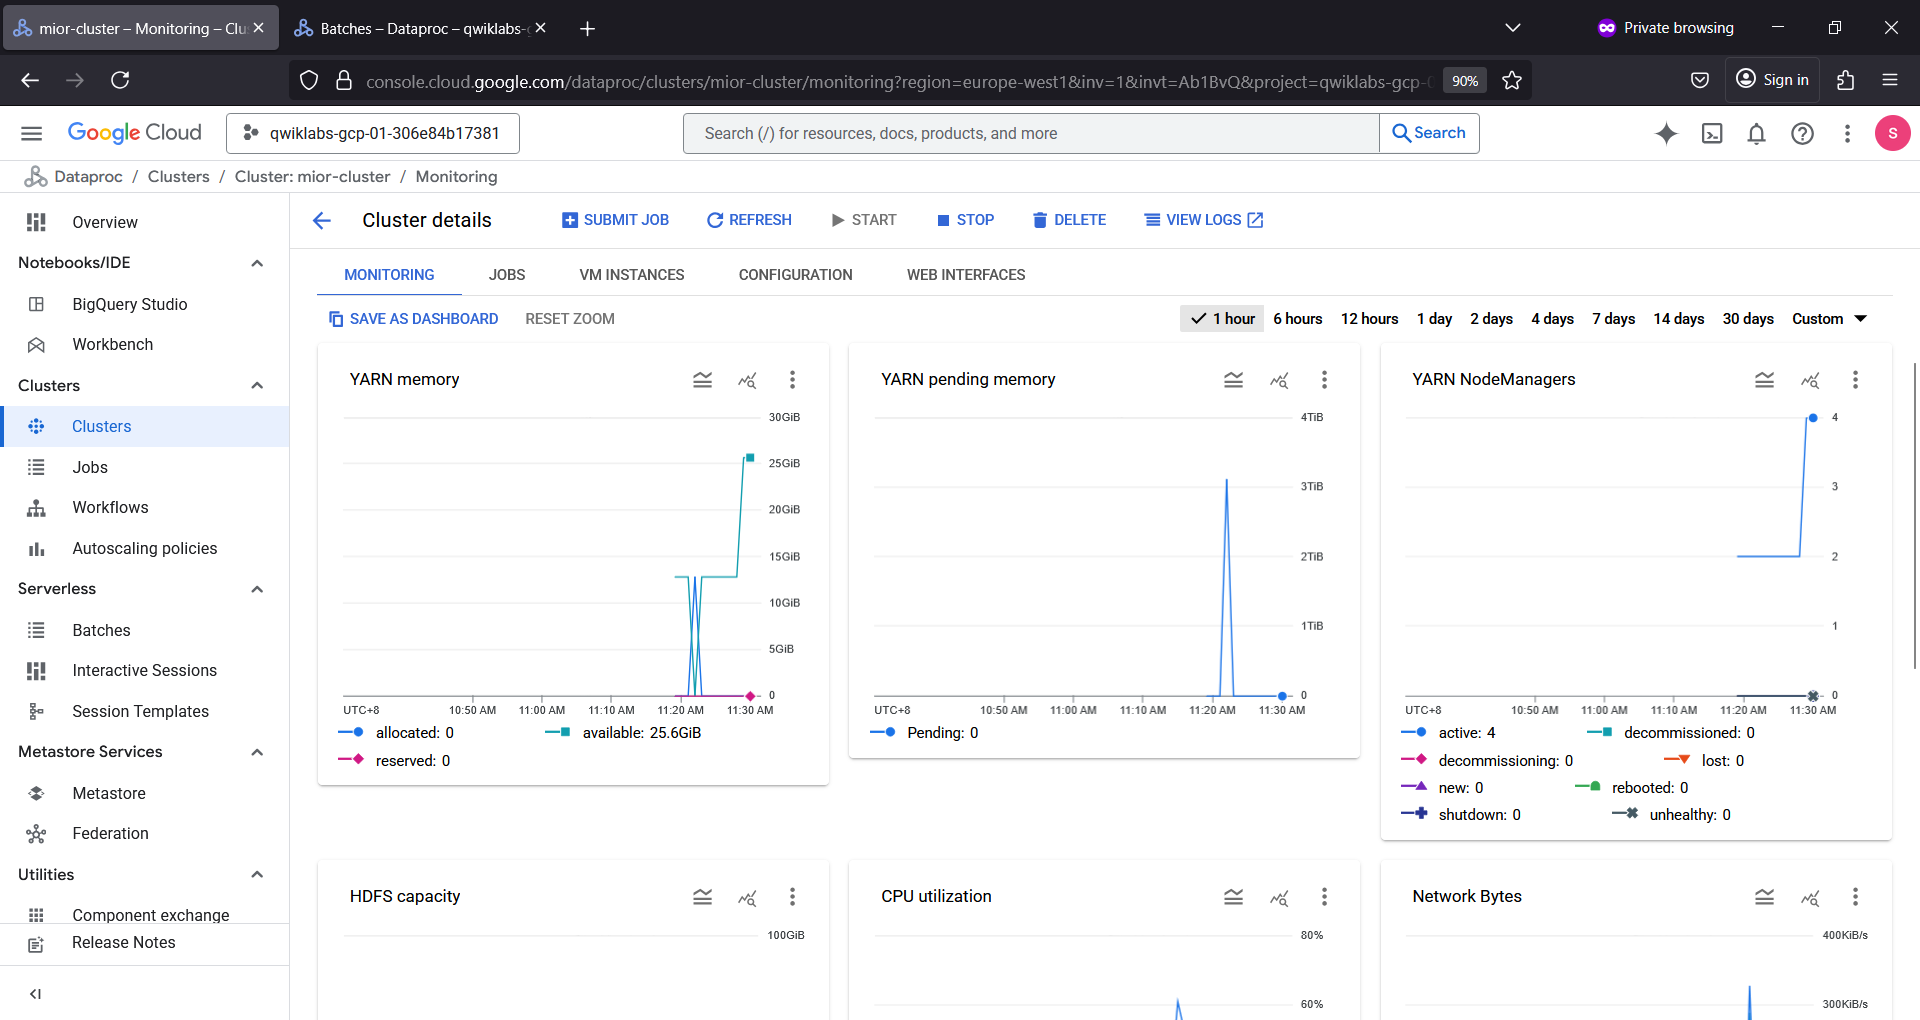 mior-cluster – Monitoring – Clu
Batches – Dataproc – qwiklabs-g
Private browsing
console.cloud.google.com/dataproc/clusters/mior-cluster/monitoring?region=europe-west1&inv=1&invt=Ab1BvQ&project=qwiklabs-gcp-0
90%
Sign in
Google Cloud
qwiklabs-gcp-01-306e84b17381
Search (/) for resources, docs, products, and more
Search
S
Dataproc / Clusters / Cluster: mior-cluster / Monitoring
Overview
Notebooks/IDE
BigQuery Studio
Workbench
Clusters
Clusters
Jobs
Workflows
Autoscaling policies
Serverless
Batches
Interactive Sessions
Session Templates
Metastore Services
Metastore
Federation
Utilities
Component exchange
Release Notes
Cluster details
SUBMIT JOB
REFRESH
START
STOP
DELETE
VIEW LOGS
MONITORING
JOBS
VM INSTANCES
CONFIGURATION
WEB INTERFACES
SAVE AS DASHBOARD
RESET ZOOM
1 hour
6 hours
12 hours
1 day
2 days
4 days
7 days
14 days
30 days
Custom
YARN memory
30GiB
25GiB
20GiB
15GiB
10GiB
5GiB
0
UTC+8 10:50 AM 11:00 AM 11:10 AM 11:20 AM 11:30 AM
allocated: 0
available: 25.6GiB
reserved: 0
YARN pending memory
4TiB
3TiB
2TiB
1TiB
0
UTC+8 10:50 AM 11:00 AM 11:10 AM 11:20 AM 11:30 AM
Pending: 0
YARN NodeManagers
4
3
2
1
0
UTC+8 10:50 AM 11:00 AM 11:10 AM 11:20 AM 11:30 AM
active: 4
decommissioned: 0
decommissioning: 0
lost: 0
new: 0
rebooted: 0
shutdown: 0
unhealthy: 0
HDFS capacity
100GiB
CPU utilization
80%
60%
Network Bytes
400KiB/s
300KiB/s